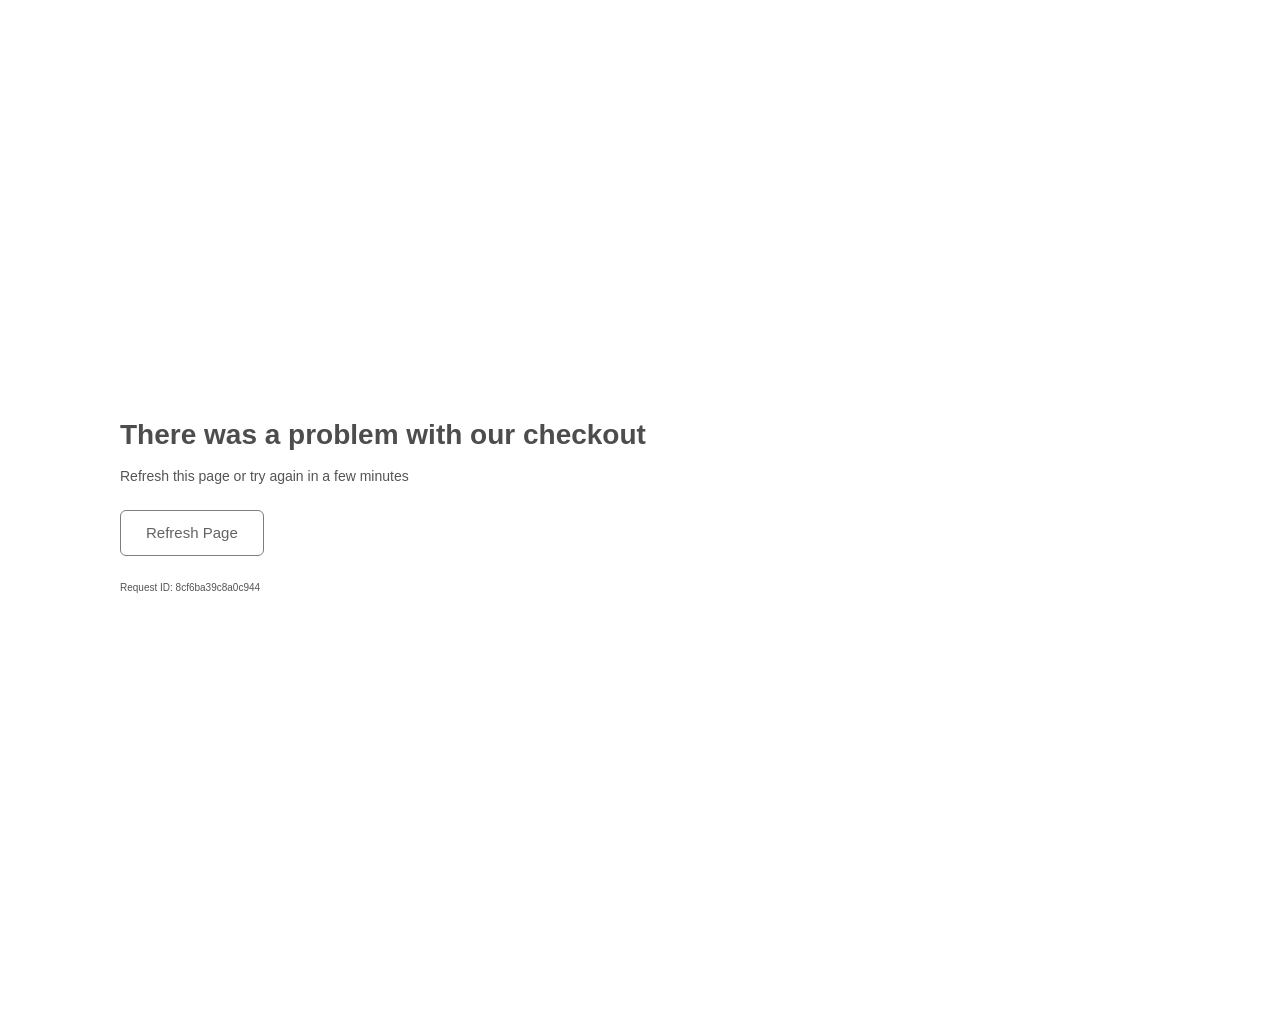 There was a problem with our checkout
Refresh this page or try again in a few minutes
Refresh Page
Request ID: 8cf6ba39c8a0c944